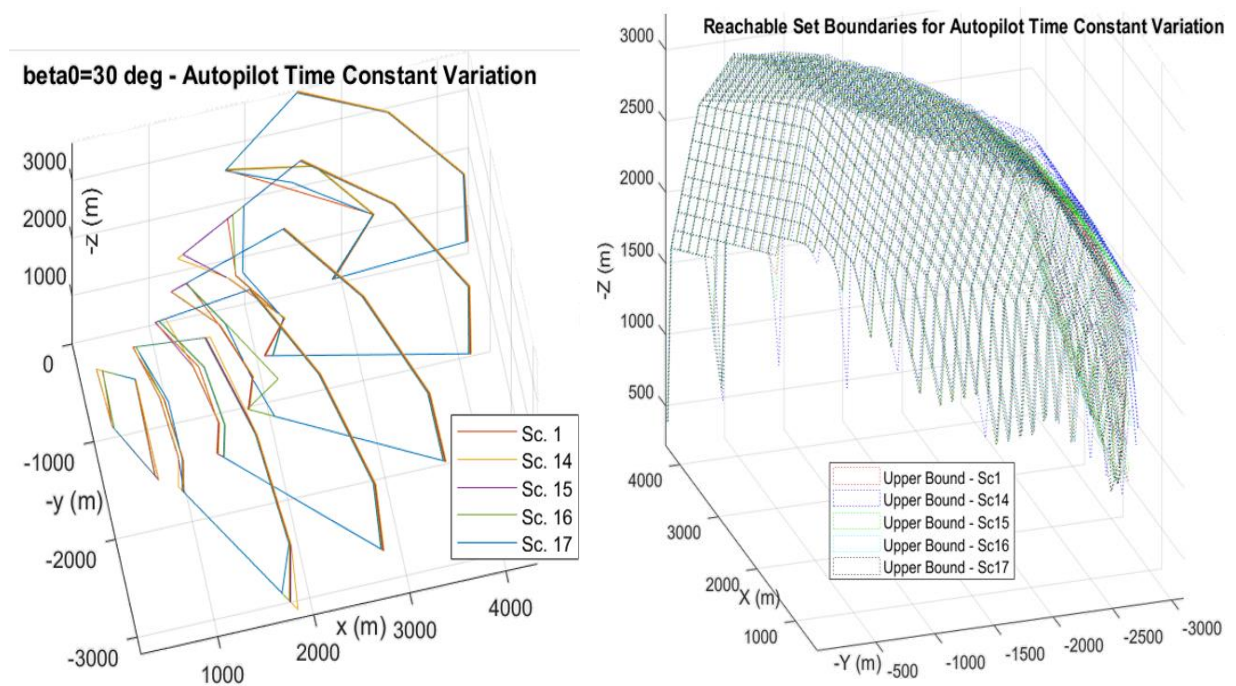 beta0=30 deg - Autopilot Time Constant Variation
3000
2000
1000
0
-z (m)
-1000
-2000
-3000
-y (m)
1000
2000
3000
4000
x (m)
Sc. 1
Sc. 14
Sc. 15
Sc. 16
Sc. 17
Reachable Set Boundaries for Autopilot Time Constant Variation
3000
2500
2000
1500
1000
500
-Z (m)
4000
3000
2000
1000
X (m)
-Y (m)
-500
-1000
-1500
-2000
-2500
-3000
Upper Bound - Sc1
Upper Bound - Sc14
Upper Bound - Sc15
Upper Bound - Sc16
Upper Bound - Sc17